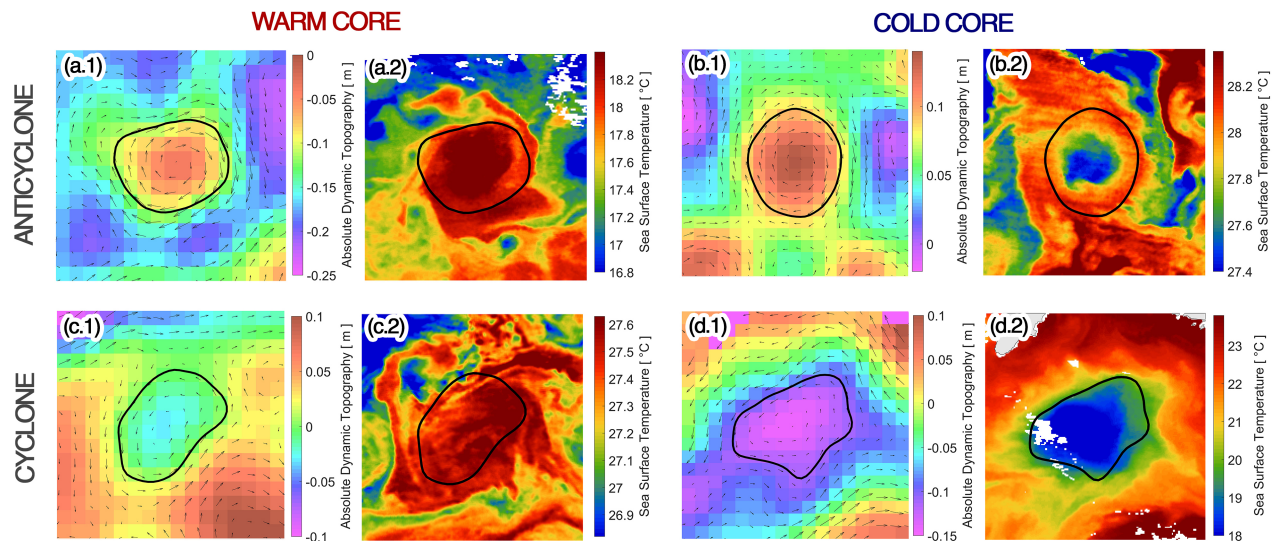 WARM CORE
COLD CORE
ANTICYCLONE
(a.1)
0
-0.05
-0.1
-0.15
-0.2
-0.25
Absolute Dynamic Topography [ m ]
(a.2)
18.2
18
17.8
17.6
17.4
17.2
17
16.8
Sea Surface Temperature [ °C ]
(b.1)
0.1
0.05
0
Absolute Dynamic Topography [ m ]
(b.2)
28.2
28
27.8
27.6
27.4
Sea Surface Temperature [ °C ]
CYCLONE
(c.1)
0.1
0.05
0
-0.05
-0.1
Absolute Dynamic Topography [ m ]
(c.2)
27.6
27.5
27.4
27.3
27.2
27.1
27
26.9
Sea Surface Temperature [ °C ]
(d.1)
0.1
0.05
0
-0.05
-0.1
-0.15
Absolute Dynamic Topography [ m ]
(d.2)
23
22
21
20
19
18
Sea Surface Temperature [ °C ]